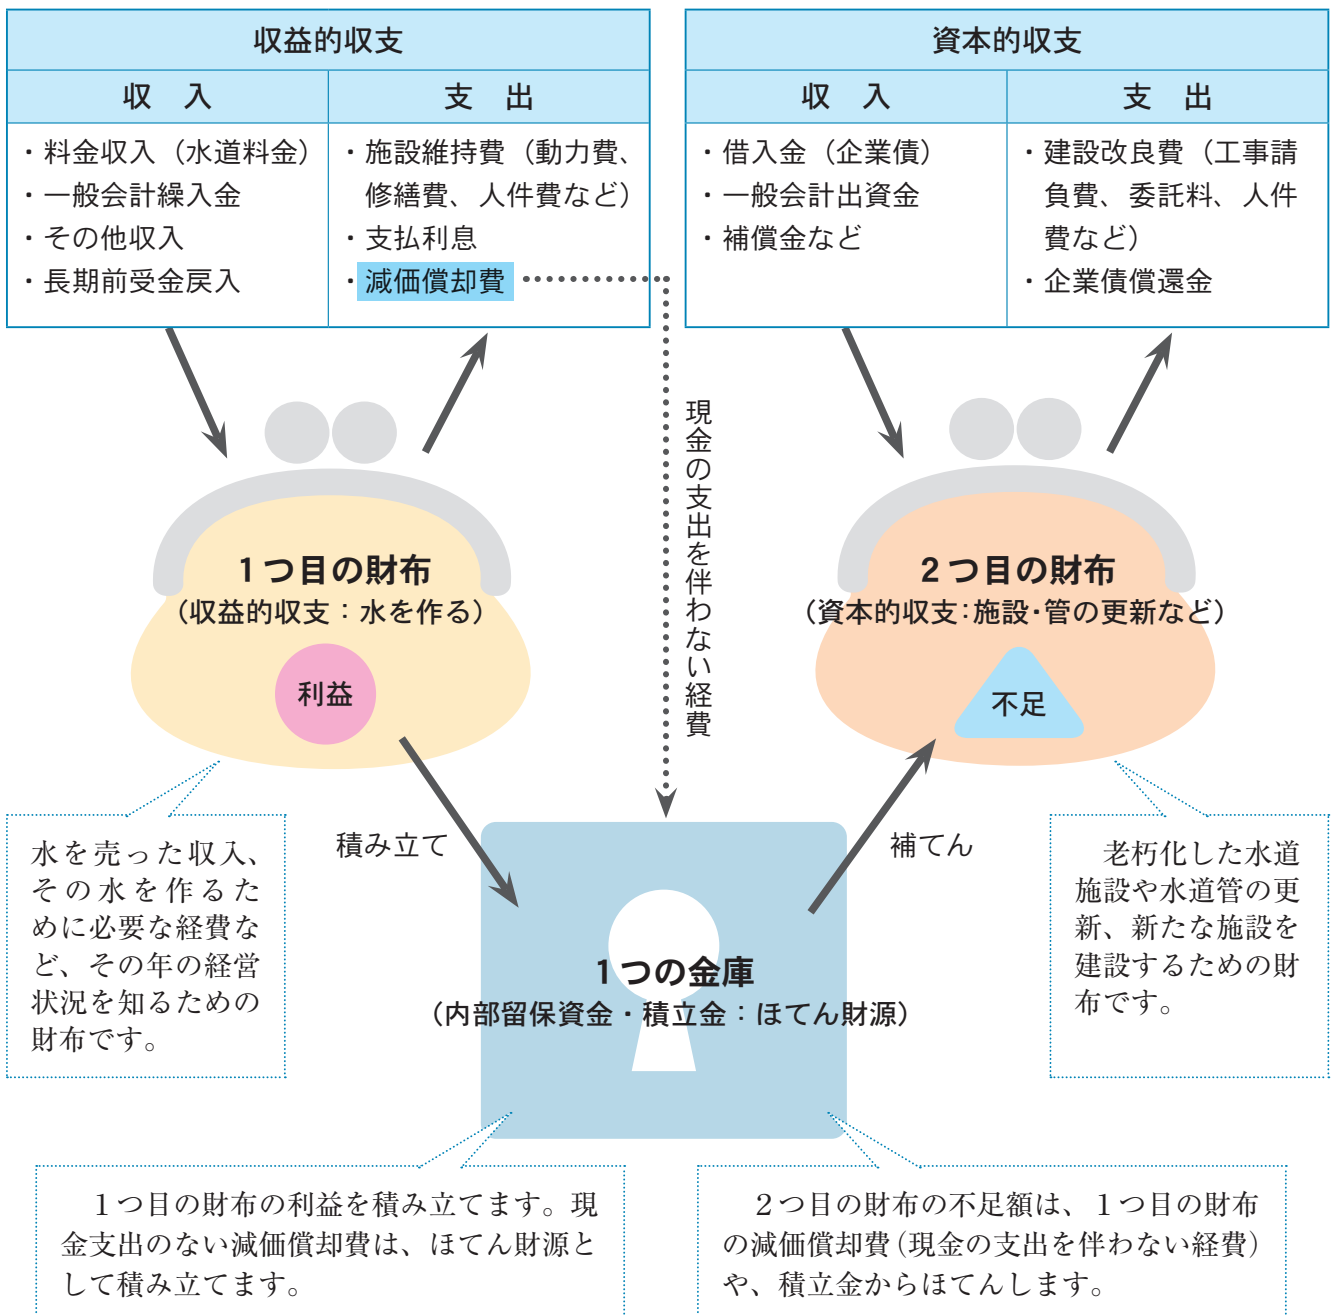 収益的収支
収　入
支　出
・料金収入（水道料金）
・一般会計繰入金
・その他収入
・長期前受金戻入
・施設維持費（動力費、
修繕費、人件費など）
・支払利息
・減価償却費
資本的収支
収　入
支　出
・借入金（企業債）
・一般会計出資金
・補償金など
・建設改良費（工事請
負費、委託料、人件
費など）
・企業債償還金
現金の支出を伴わない経費
1つ目の財布
（収益的収支：水を作る）
利益
2つ目の財布
（資本的収支：施設・管の更新など）
不足
水を売った収入、
その水を作るた
めに必要な経費な
ど、その年の経営
状況を知るための
財布です。
積み立て
補てん
　老朽化した水道
施設や水道管の更
新、新たな施設を
建設するための財
布です。
1つの金庫
（内部留保資金・積立金：ほてん財源）
　１つ目の財布の利益を積み立てます。現
金支出のない減価償却費は、ほてん財源と
して積み立てます。
　２つ目の財布の不足額は、１つ目の財布
の減価償却費（現金の支出を伴わない経費）
や、積立金からほてんします。